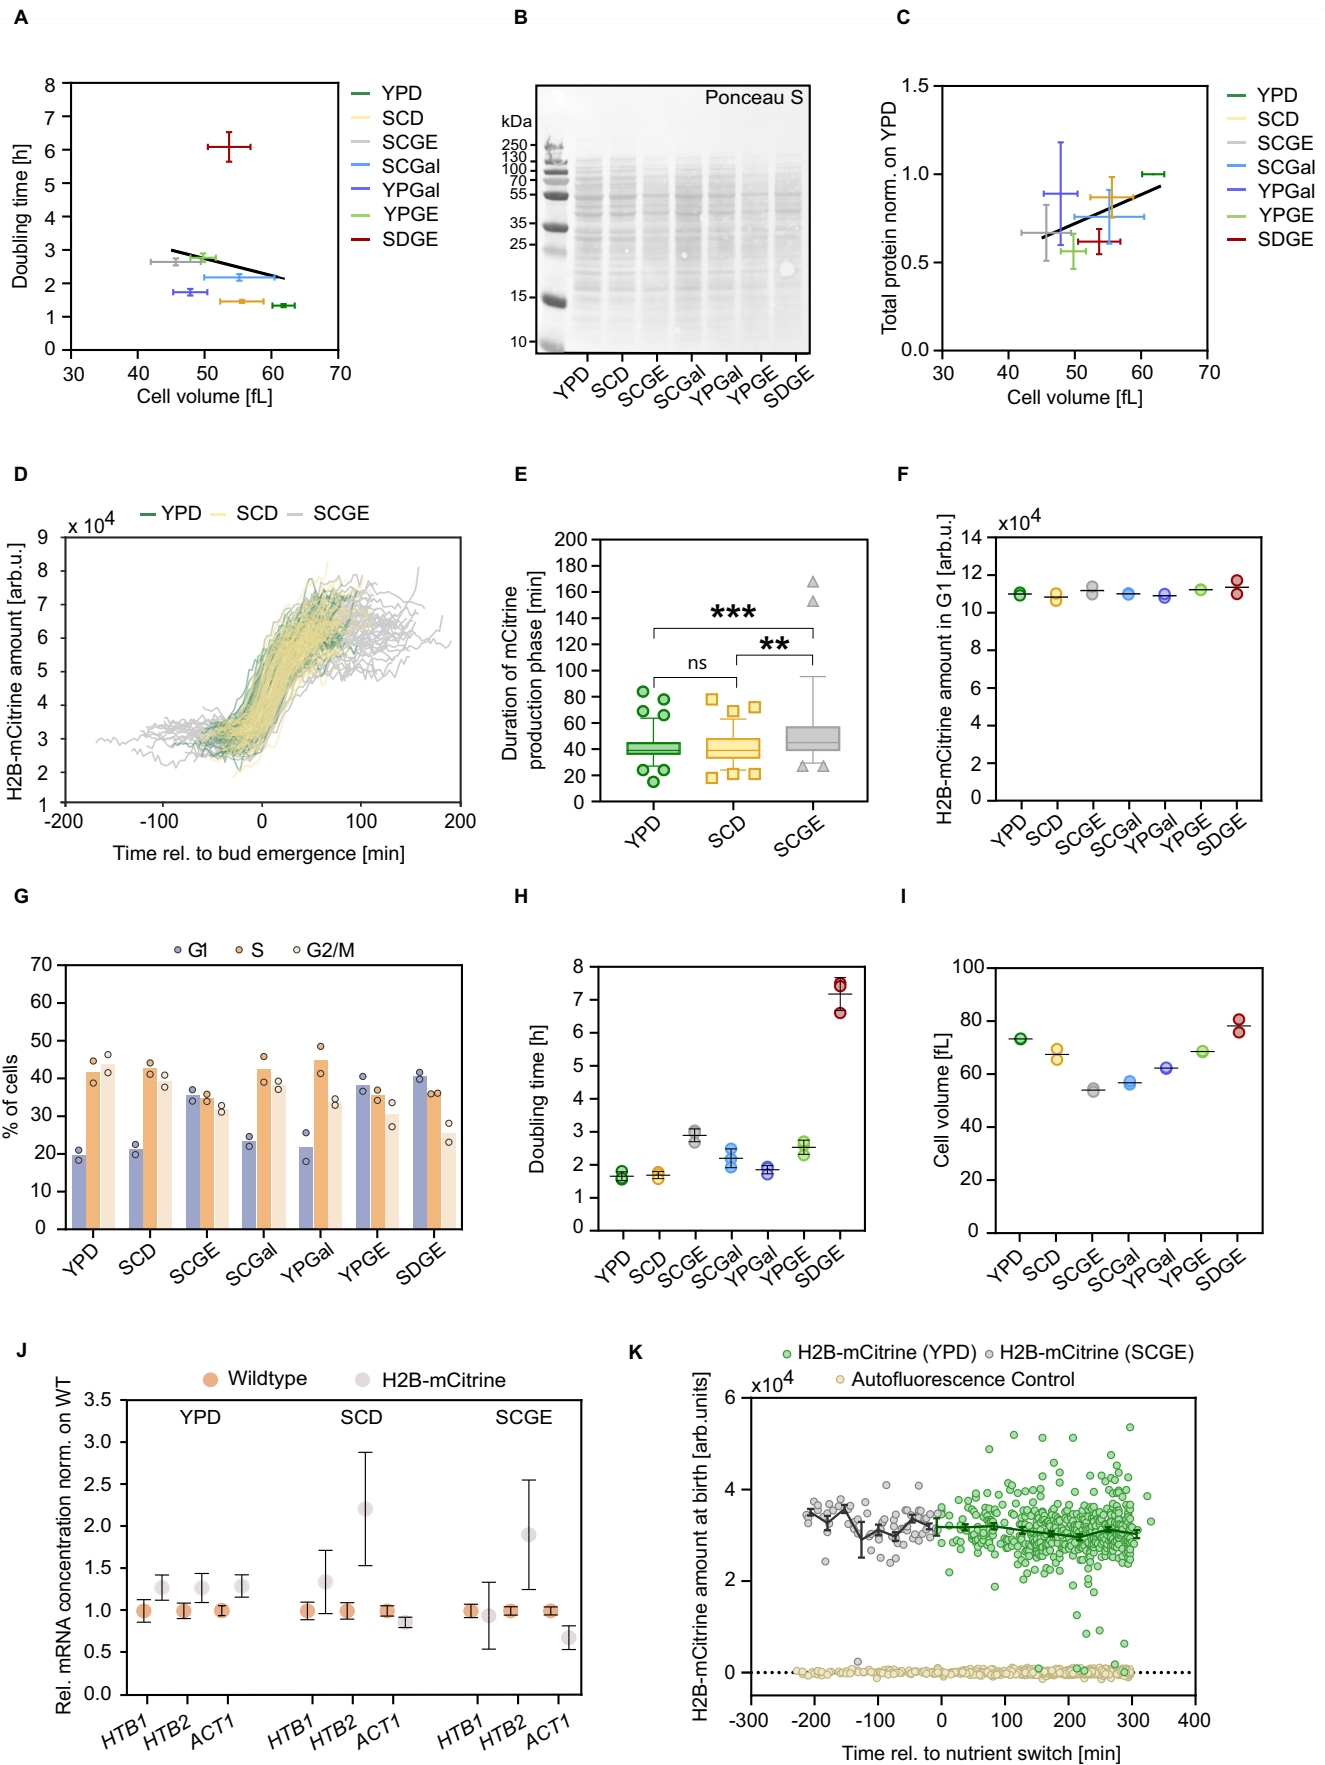 A
B
C
8
7
6
5
4
3
2
1
0
30
40
50
60
70
Doubling time [h]
Cell volume [fL]
YPD
SCD
SCGE
SCGal
YPGal
YPGE
SDGE
Ponceau S
kDa
250
130
100
70
55
35
25
15
10
YPD
SCD
SCGE
SCGal
YPGal
YPGE
SDGE
1.5
1.0
0.5
0.0
30
40
50
60
70
Total protein norm. on YPD
Cell volume [fL]
YPD
SCD
SCGE
SCGal
YPGal
YPGE
SDGE
D
E
F
YPD SCD SCGE
x 10⁴
9
8
7
6
5
4
3
2
1
-200
-100
0
100
200
H2B-mCitrine amount [arb.u.]
Time rel. to bud emergence [min]
200
180
160
140
120
100
80
60
40
20
0
Duration of mCitrine
production phase [min]
***
**
ns
YPD
SCD
SCGE
x10⁴
14
12
10
8
6
4
2
0
H2B-mCitrine amount in G1 [arb.u.]
YPD
SCD
SCGE
SCGal
YPGal
YPGE
SDGE
G
H
I
G1 S G2/M
70
60
50
40
30
20
10
0
% of cells
YPD
SCD
SCGE
SCGal
YPGal
YPGE
SDGE
8
7
6
5
4
3
2
1
0
Doubling time [h]
YPD
SCD
SCGE
SCGal
YPGal
YPGE
SDGE
100
80
60
40
20
0
Cell volume [fL]
YPD
SCD
SCGE
SCGal
YPGal
YPGE
SDGE
J
K
Wildtype H2B-mCitrine
3.5
3.0
2.5
2.0
1.5
1.0
0.5
0.0
Rel. mRNA concentration norm. on WT
YPD
SCD
SCGE
HTB1
HTB2
ACT1
HTB1
HTB2
ACT1
HTB1
HTB2
ACT1
H2B-mCitrine (YPD) H2B-mCitrine (SCGE)
Autofluorescence Control
x10⁴
6
4
2
0
-300
-200
-100
0
100
200
300
400
H2B-mCitrine amount at birth [arb.units]
Time rel. to nutrient switch [min]